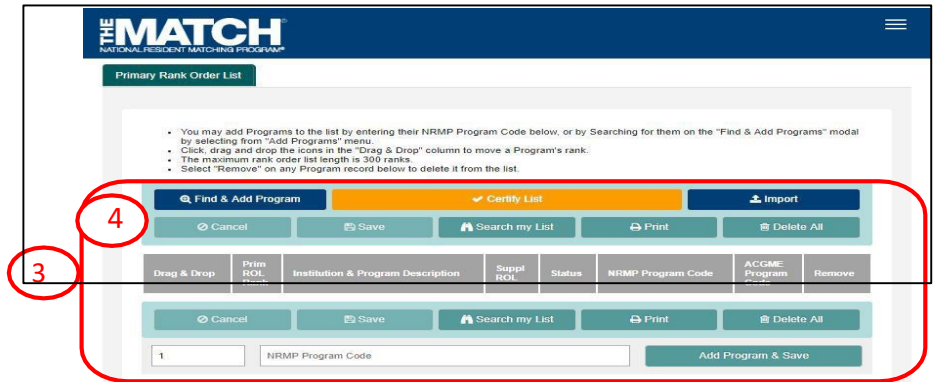 THE MATCH®
NATIONAL RESIDENT MATCHING PROGRAM®
Primary Rank Order List
• You may add Programs to the list by entering their NRMP Program Code below, or by Searching for them on the "Find & Add Programs" modal
by selecting from "Add Programs" menu.
• Click, drag and drop the icons in the "Drag & Drop" column to move a Program's rank.
• The maximum rank order list length is 300 ranks.
• Select "Remove" on any Program record below to delete it from the list.
4
Find & Add Program Certify List Import
Cancel Save Search my List Print Delete All
3
Drag & Drop Prim ROL Rank Institution & Program Description Suppl ROL Status NRMP Program Code ACGME Program Code Remove
Cancel Save Search my List Print Delete All
1 NRMP Program Code Add Program & Save